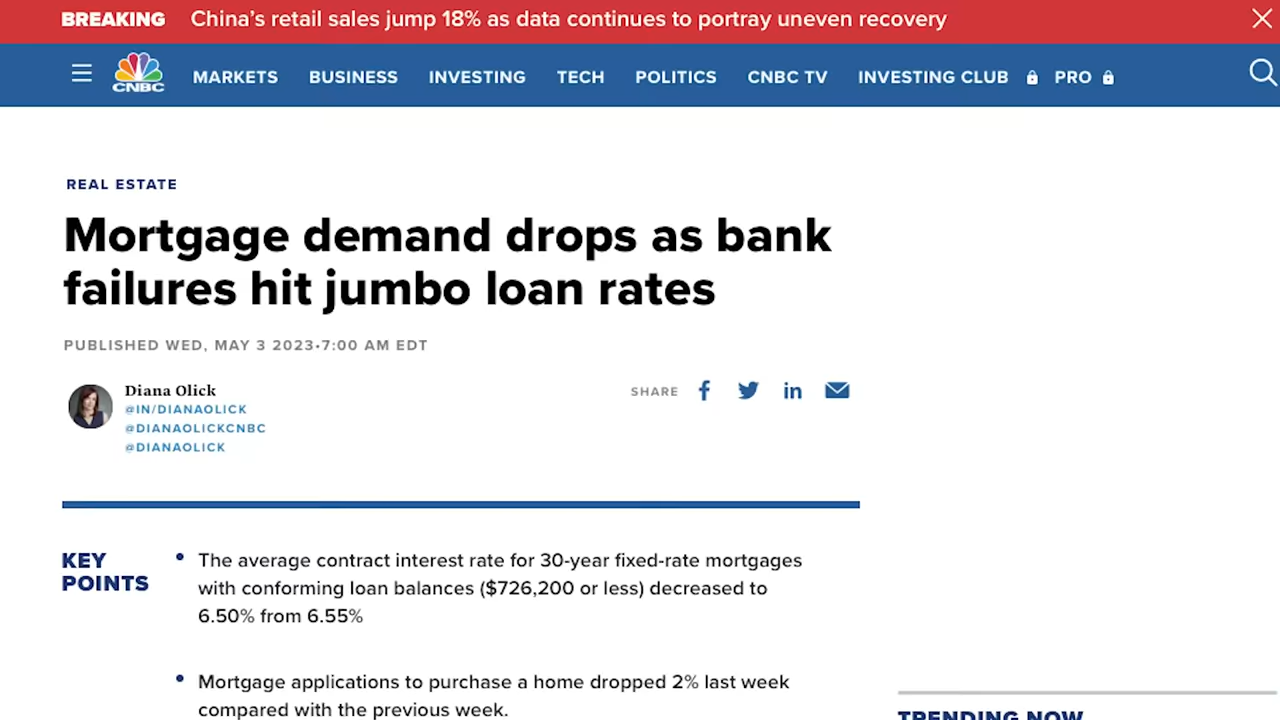 BREAKING China's retail sales jump 18% as data continues to portray uneven recovery
CNBC MARKETS BUSINESS INVESTING TECH POLITICS CNBC TV INVESTING CLUB PRO
REAL ESTATE
Mortgage demand drops as bank
failures hit jumbo loan rates
PUBLISHED WED, MAY 3 2023•7:00 AM EDT
Diana Olick
@IN/DIANAOLICK
@DIANAOLICKCNBC
@DIANAOLICK
SHARE f in
KEY
POINTS
• The average contract interest rate for 30-year fixed-rate mortgages
with conforming loan balances ($726,200 or less) decreased to
6.50% from 6.55%
• Mortgage applications to purchase a home dropped 2% last week
compared with the previous week.
TRENDING NOW